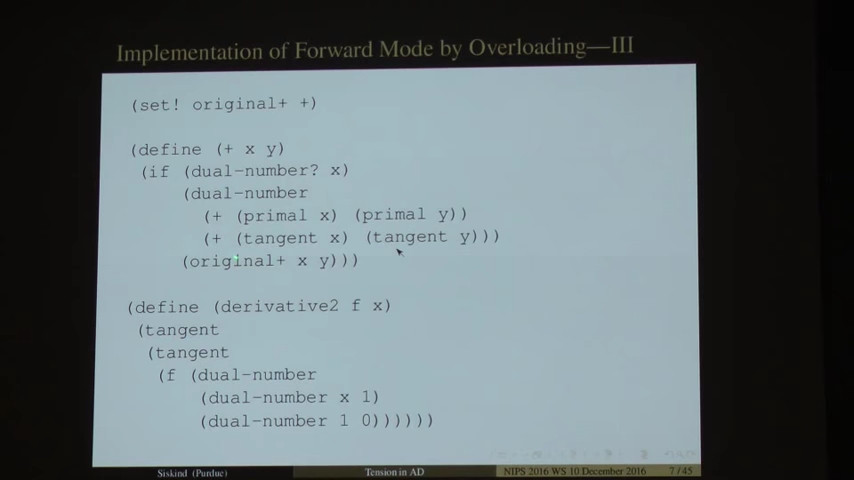 Implementation of Forward Mode by Overloading—III
(set! original+ +)
(define (+ x y)
(if (dual-number? x)
(dual-number
(+ (primal x) (primal y))
(+ (tangent x) (tangent y)))
(original+ x y)))
(define (derivative2 f x)
(tangent
(tangent
(f (dual-number
(dual-number x 1)
(dual-number 1 0))))))
Siskind (Purdue) Tension in AD NIPS 2016 WS 10 December 2016 7 / 45